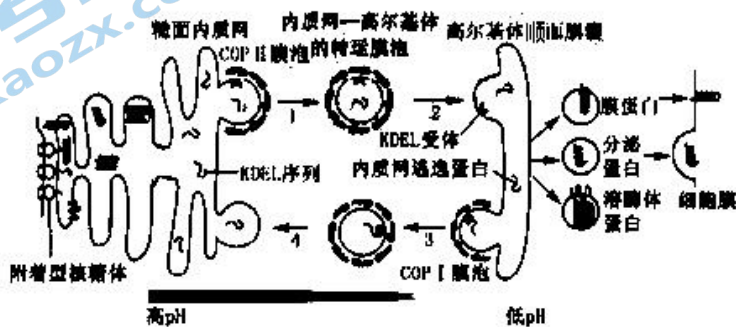 aozx.com
糙面内质网
内质网—高尔基体
COPⅡ膜泡的转运膜泡
高尔基体顺面膜囊
1
2
KDEL受体
膜蛋白
KDEL序列
内质网逃逸蛋白
分泌
蛋白
溶酶体
蛋白
细胞膜
4
3
COPⅠ膜泡
附着型核糖体
高pH
低pH